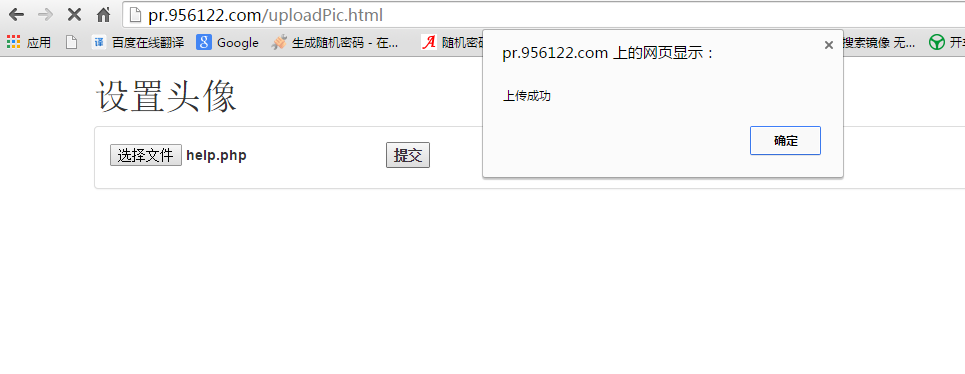 pr.956122.com/uploadPic.html
应用 百度在线翻译 Google 生成随机密码 - 在... 随机密码 搜索镜像 无... 开
pr.956122.com 上的网页显示：
上传成功
确定
设置头像
选择文件 help.php 提交